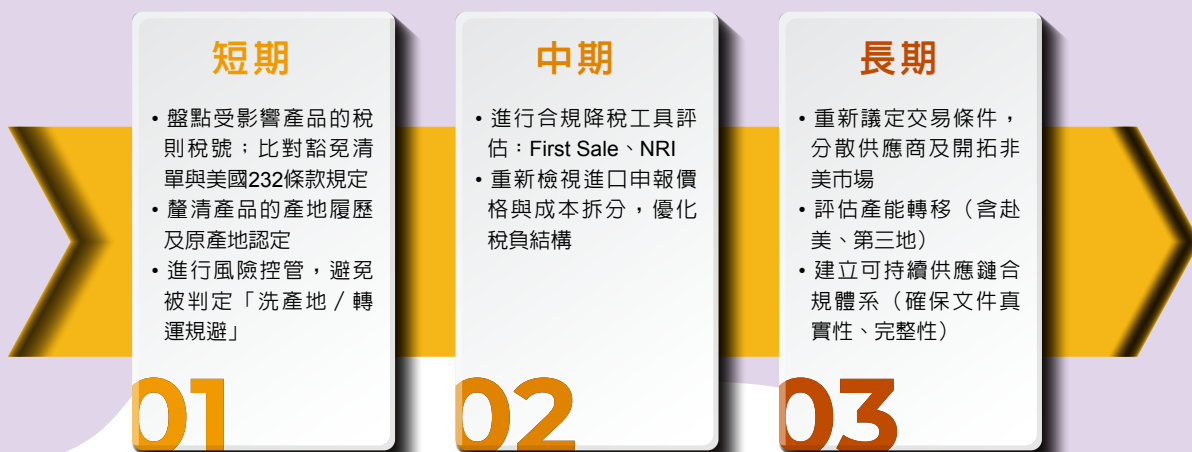 短期
• 盤點受影響產品的稅
則稅號；比對豁免清
單與美國232條款規定
• 釐清產品的產地履歷
及原產地認定
• 進行風險控管，避免
被判定「洗產地／轉
運規避」
01
中期
• 進行合規降稅工具評
估：First Sale、NRI
• 重新檢視進口申報價
格與成本拆分，優化
稅負結構
02
長期
• 重新議定交易條件，
分散供應商及開拓非
美市場
• 評估產能轉移（含赴
美、第三地）
• 建立可持續供應鏈合
規體系（確保文件真
實性、完整性）
03